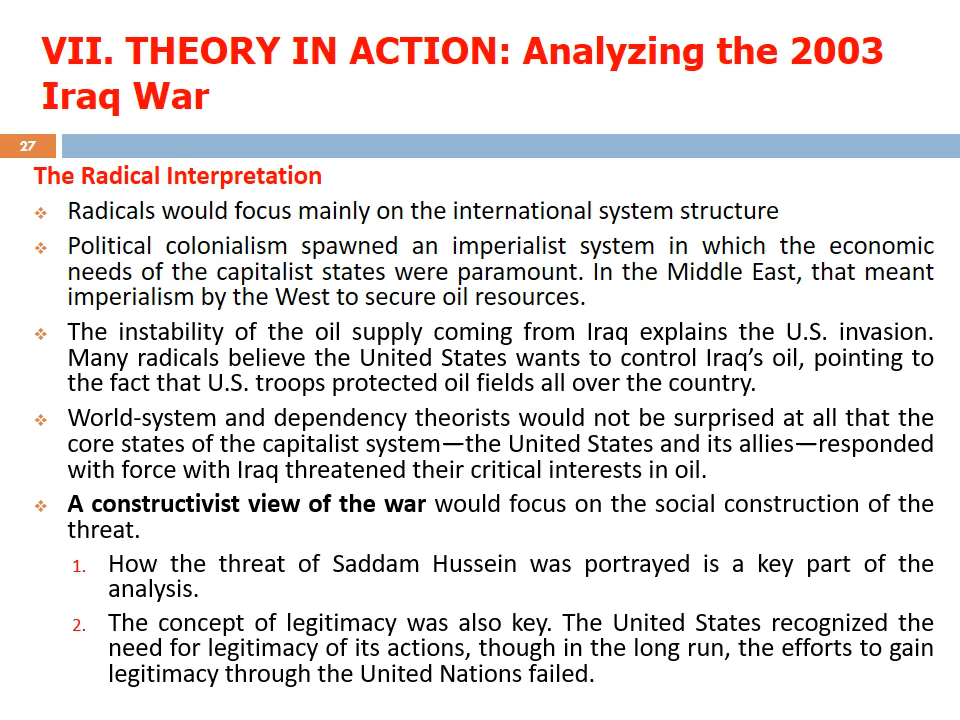 VII. THEORY IN ACTION: Analyzing the 2003
Iraq War
27
The Radical Interpretation
❖ Radicals would focus mainly on the international system structure
❖ Political colonialism spawned an imperialist system in which the economic
needs of the capitalist states were paramount. In the Middle East, that meant
imperialism by the West to secure oil resources.
❖ The instability of the oil supply coming from Iraq explains the U.S. invasion.
Many radicals believe the United States wants to control Iraq’s oil, pointing to
the fact that U.S. troops protected oil fields all over the country.
❖ World-system and dependency theorists would not be surprised at all that the
core states of the capitalist system—the United States and its allies—responded
with force with Iraq threatened their critical interests in oil.
❖ A constructivist view of the war would focus on the social construction of the
threat.
1. How the threat of Saddam Hussein was portrayed is a key part of the
analysis.
2. The concept of legitimacy was also key. The United States recognized the
need for legitimacy of its actions, though in the long run, the efforts to gain
legitimacy through the United Nations failed.